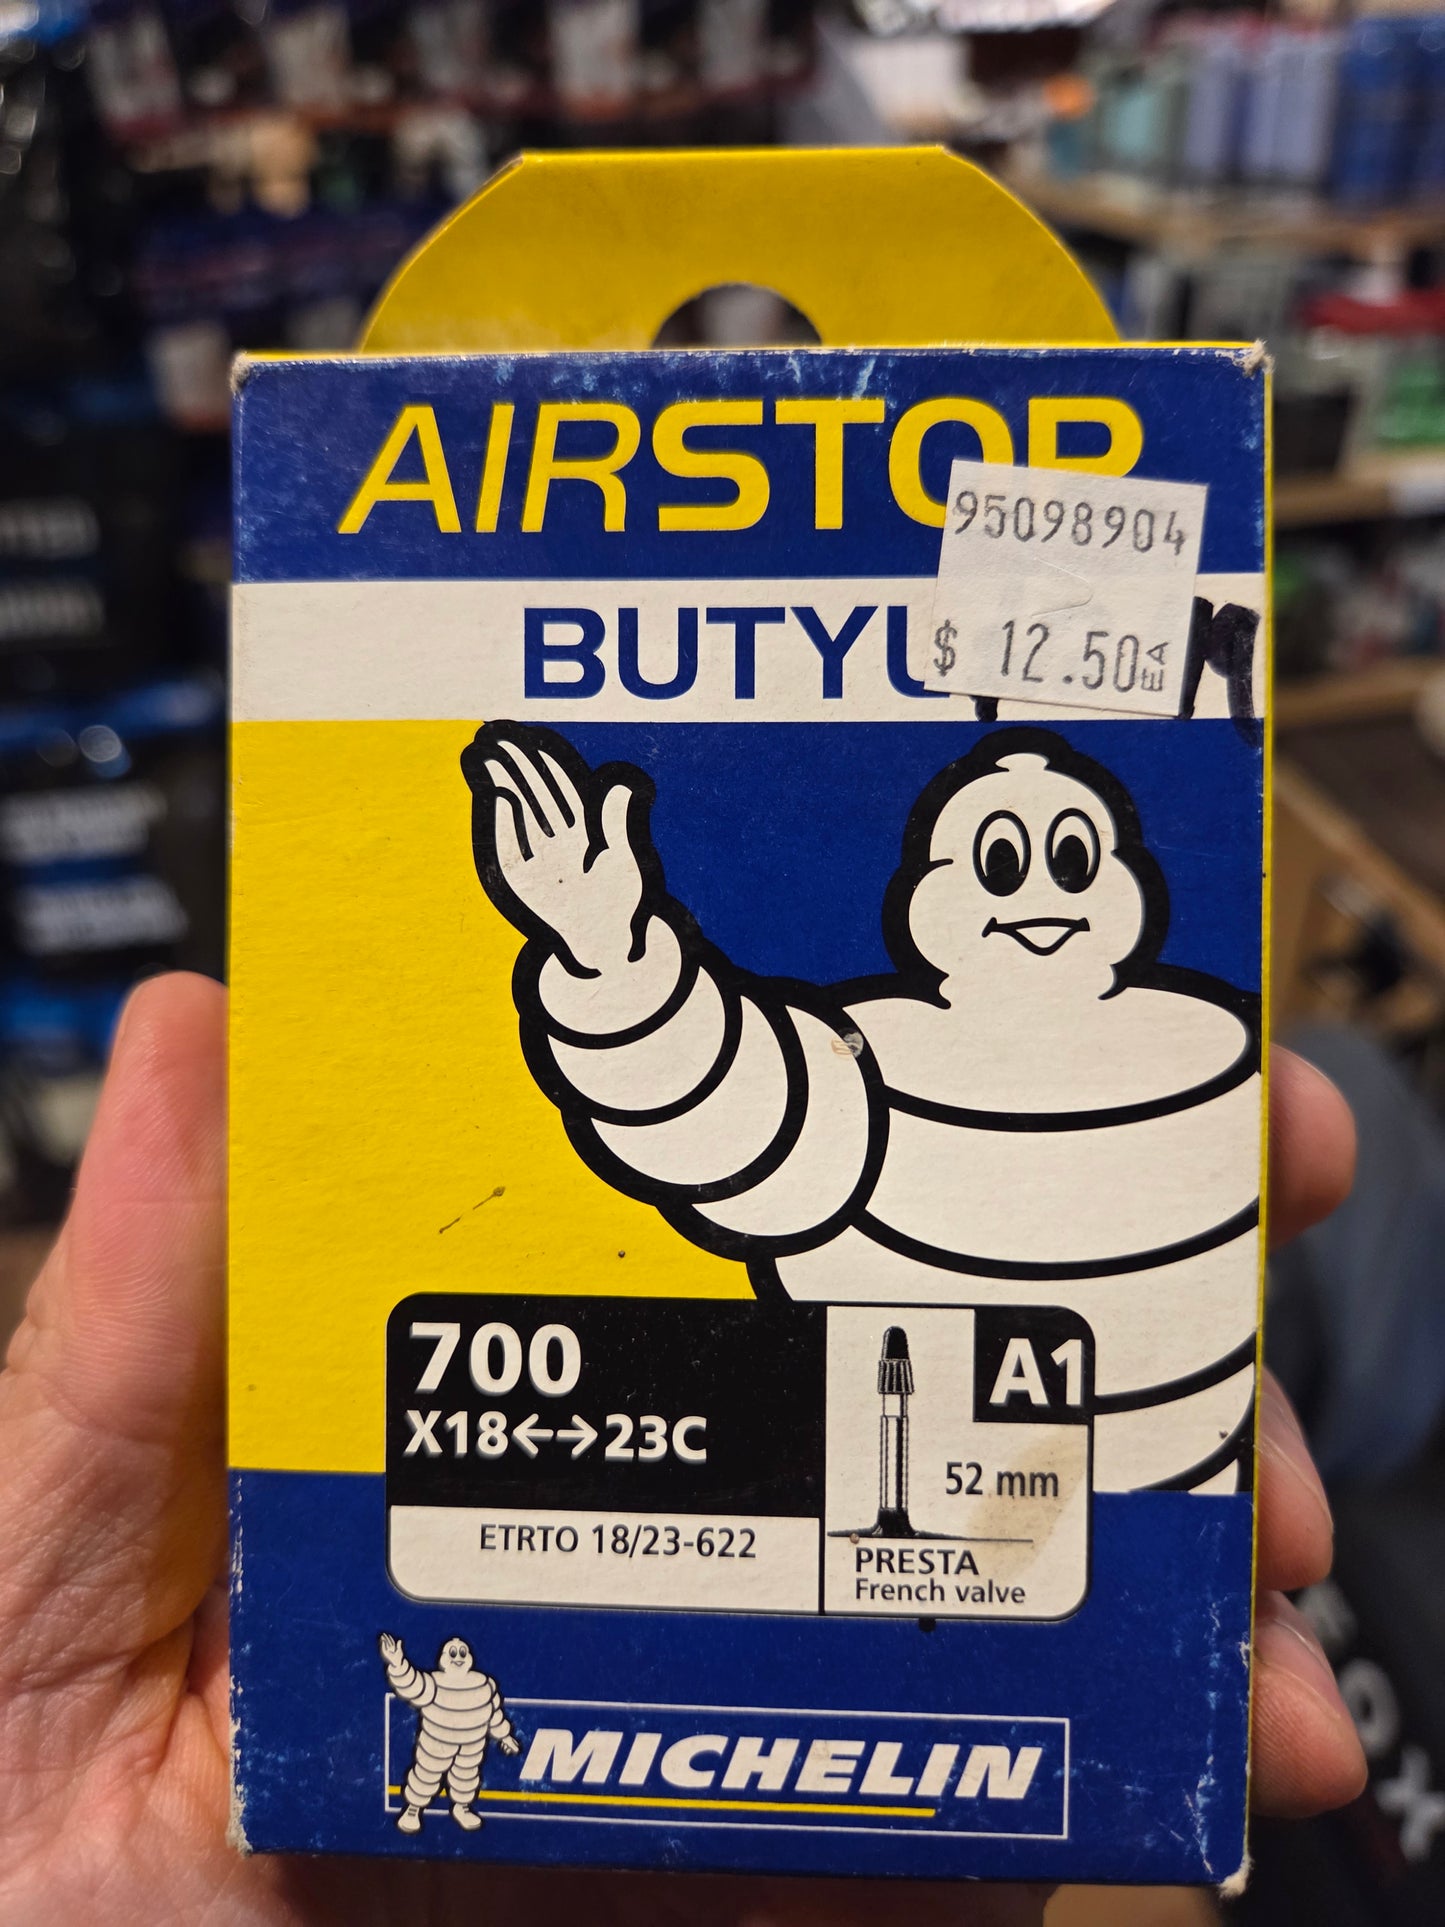 AIRSTOP
95098904
BUTYL
$ 12.50 EA
700
X18↔23C
A1
52 mm
ETRTO 18/23-622
PRESTA
French valve
MICHELIN